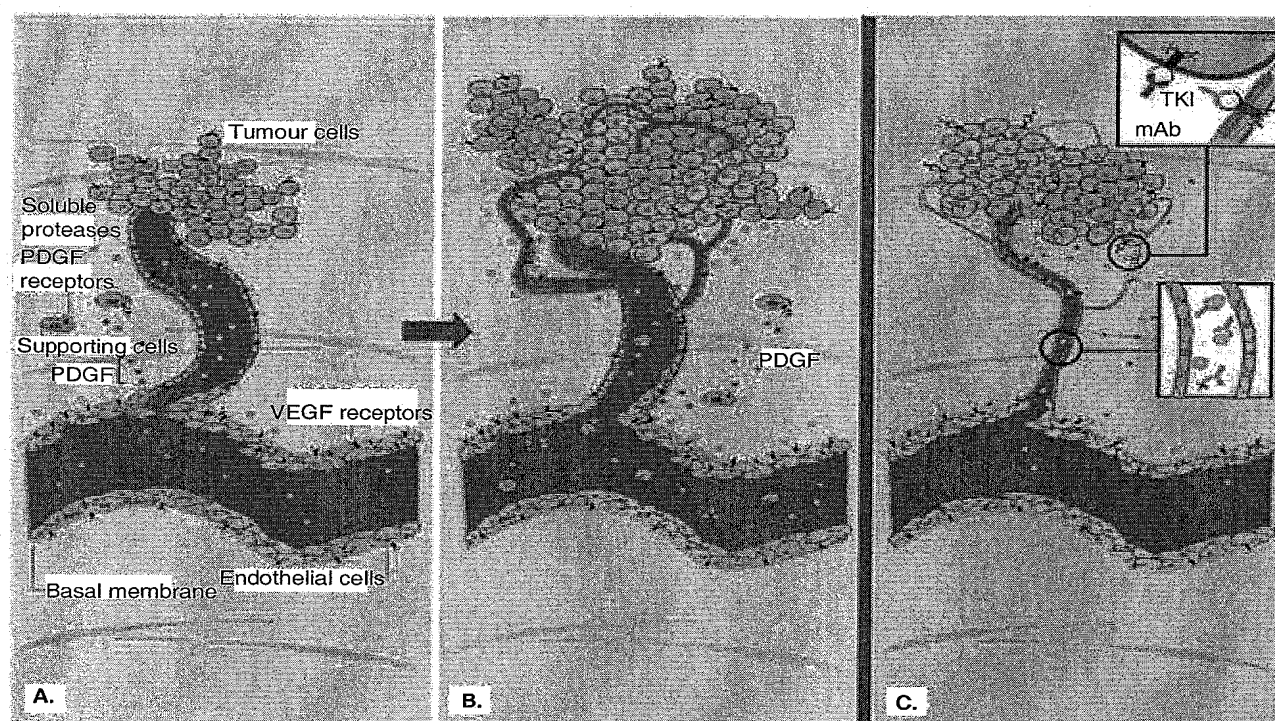 Tumour cells
Soluble
proteases
PDGF
receptors
Supporting cells
PDGF
VEGF receptors
Endothelial cells
Basal membrane
A.
PDGF
B.
TKI
mAb
C.